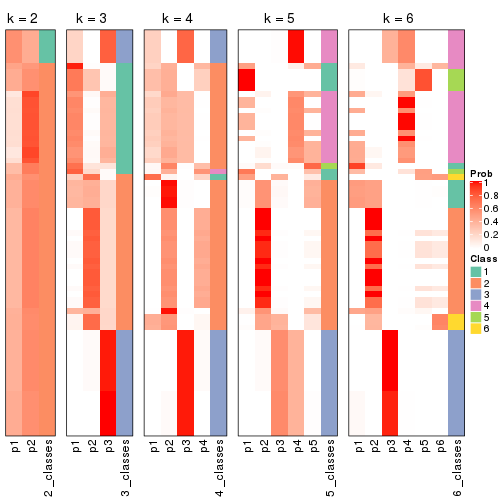 k = 2
k = 3
k = 4
k = 5
k = 6
p1
p2
2_classes
p1
p2
p3
3_classes
p1
p2
p3
p4
4_classes
p1
p2
p3
p4
p5
5_classes
p1
p2
p3
p4
p5
p6
6_classes
Prob
1
0.8
0.6
0.4
0.2
0
Class
1
2
3
4
5
6